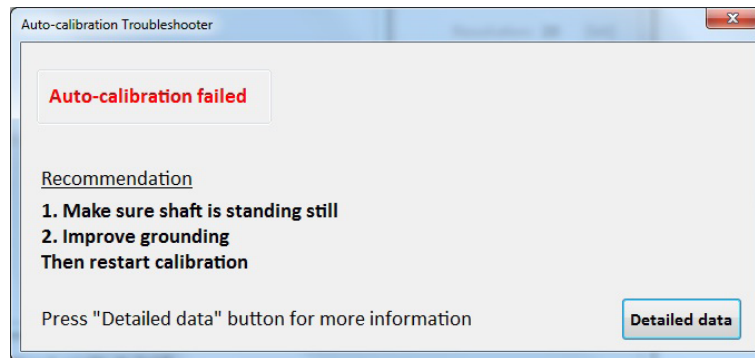 Auto-calibration Troubleshooter
Auto-calibration failed
Recommendation
1. Make sure shaft is standing still
2. Improve grounding
Then restart calibration
Press "Detailed data" button for more information
Detailed data